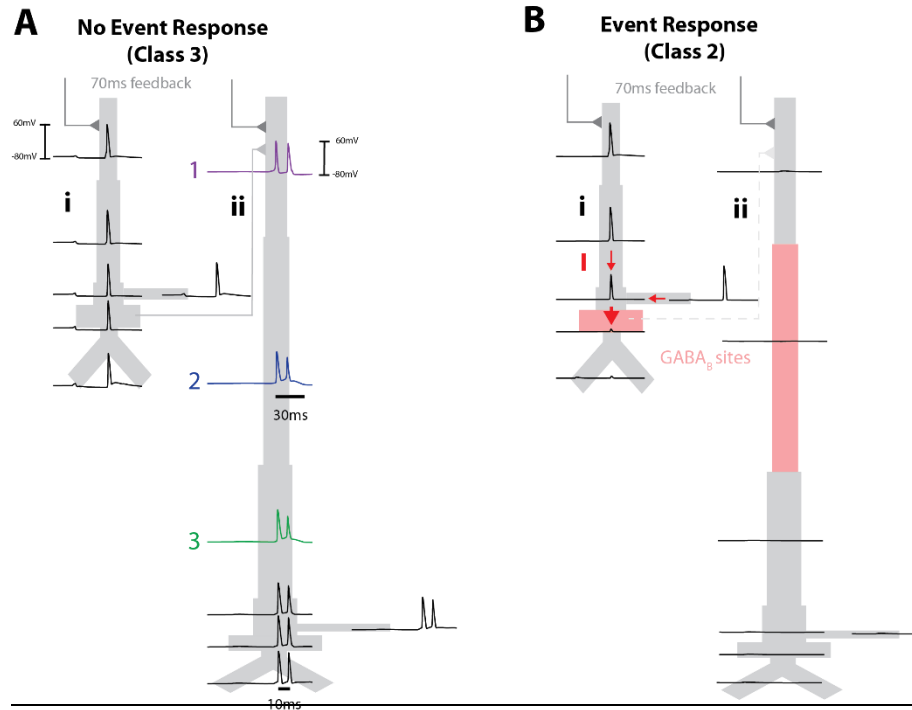 A
No Event Response
(Class 3)
70ms feedback
60mV
-80mV
i
ii
1
60mV
-80mV
2
30ms
3
10ms
B
Event Response
(Class 2)
70ms feedback
i
ii
I
GABA_B sites